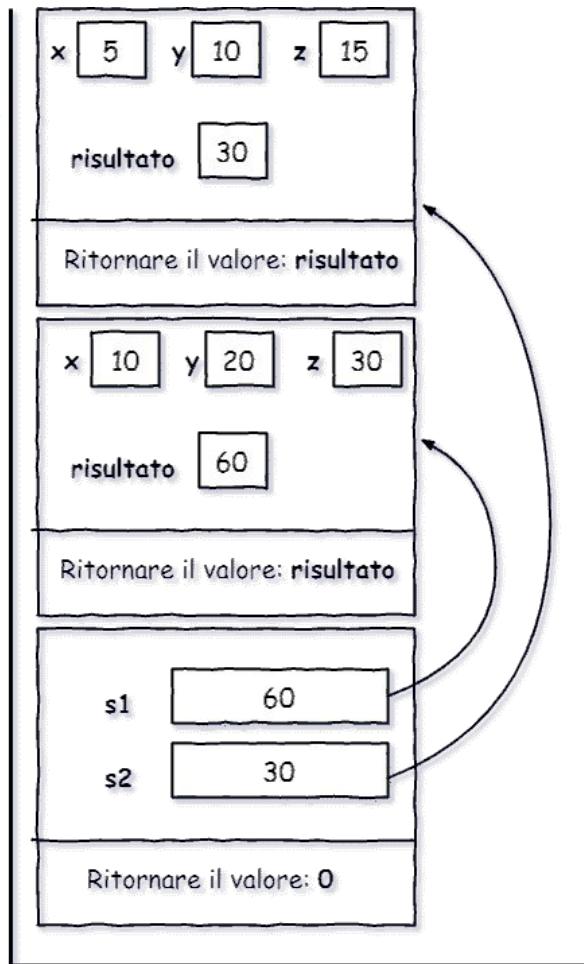 x 5 y 10 z 15
risultato 30
Ritornare il valore: risultato
x 10 y 20 z 30
risultato 60
Ritornare il valore: risultato
s1 60
s2 30
Ritornare il valore: 0